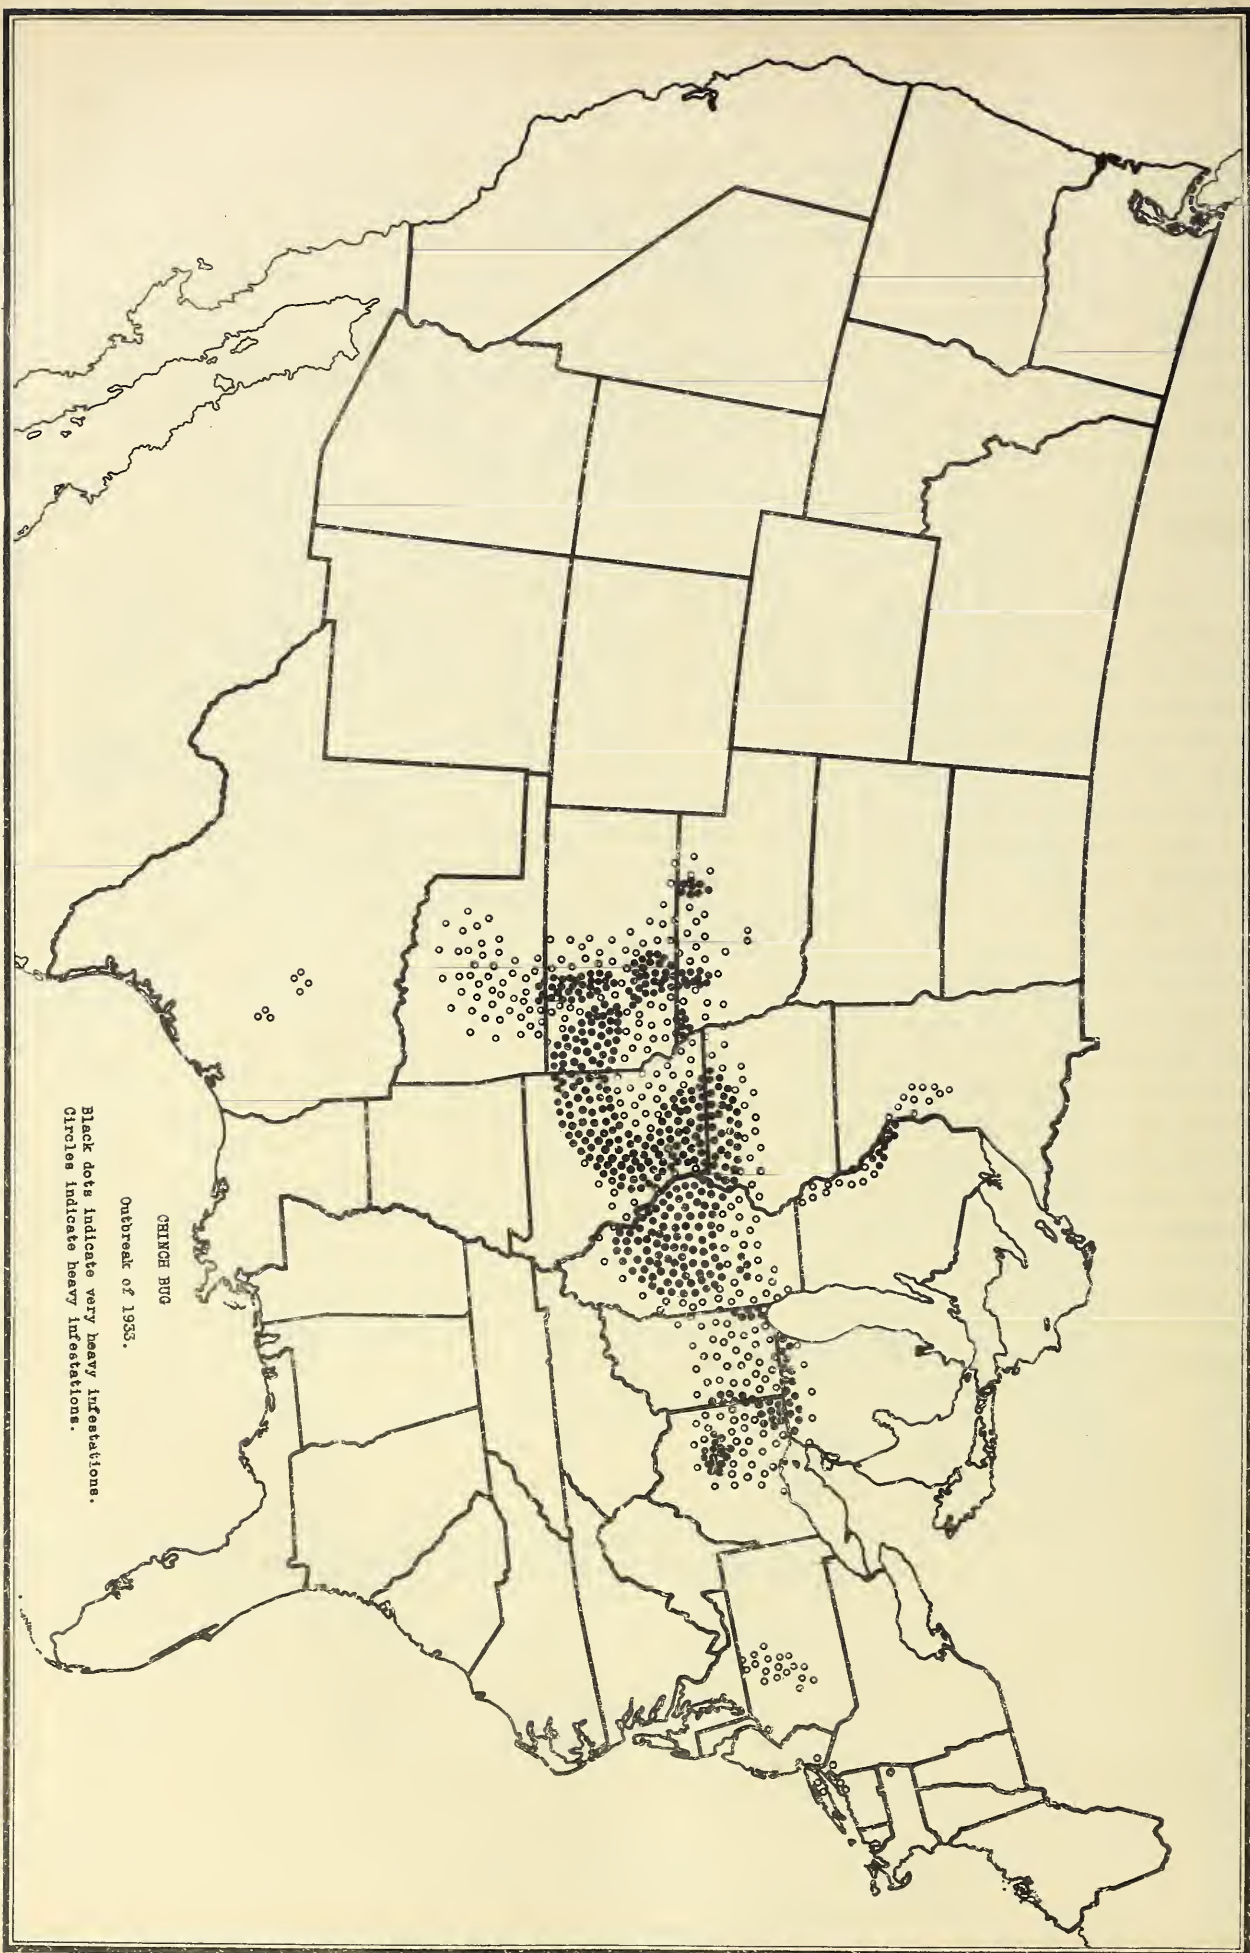 CHINCH BUG
Outbreak of 1933.
Black dots indicate very heavy infestations.
Circles indicate heavy infestations.